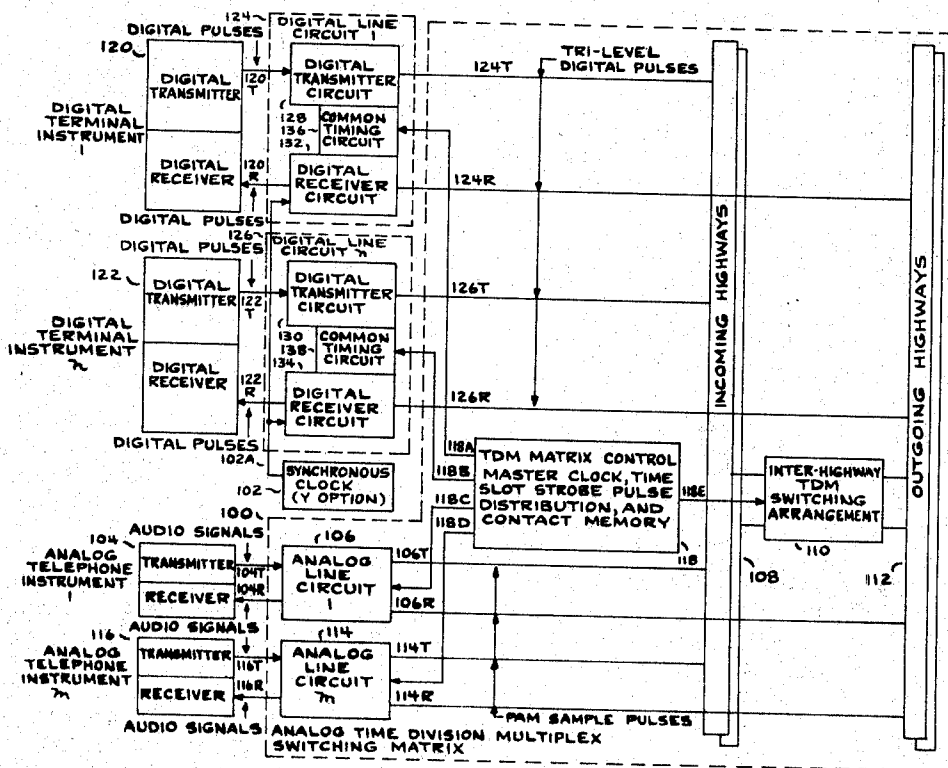 124
DIGITAL LINE
CIRCUIT 1
DIGITAL PULSES
120
DIGITAL
TRANSMITTER
120
T
DIGITAL
TRANSMITTER
CIRCUIT
124T
TRI-LEVEL
DIGITAL PULSES
DIGITAL
TERMINAL
INSTRUMENT
1
128
136
132
COMMON
TIMING
CIRCUIT
DIGITAL
RECEIVER
120
R
DIGITAL
RECEIVER
CIRCUIT
124R
DIGITAL PULSES
126
DIGITAL LINE
CIRCUIT n
DIGITAL PULSES
122
DIGITAL
TRANSMITTER
122
T
DIGITAL
TRANSMITTER
CIRCUIT
126T
DIGITAL
TERMINAL
INSTRUMENT
n
130
138
134
COMMON
TIMING
CIRCUIT
DIGITAL
RECEIVER
122
R
DIGITAL
RECEIVER
CIRCUIT
126R
DIGITAL PULSES
102A
102
SYNCHRONOUS
CLOCK
(Y OPTION)
118A
118B
118C
118D
TDM MATRIX CONTROL
MASTER CLOCK, TIME
SLOT STROBE PULSE
DISTRIBUTION, AND
CONTACT MEMORY
118E
118
INCOMING HIGHWAYS
108
INTER-HIGHWAY
TDM
SWITCHING
ARRANGEMENT
110
OUTGOING HIGHWAYS
112
100
AUDIO SIGNALS
104
ANALOG
TELEPHONE
INSTRUMENT
1
TRANSMITTER
104T
RECEIVER
104R
106
ANALOG
LINE
CIRCUIT
1
106T
106R
AUDIO SIGNALS
116
ANALOG
TELEPHONE
INSTRUMENT
m
TRANSMITTER
116T
RECEIVER
116R
114
ANALOG
LINE
CIRCUIT
m
114T
114R
PAM SAMPLE PULSES
AUDIO SIGNALS
ANALOG TIME DIVISION MULTIPLEX
SWITCHING MATRIX